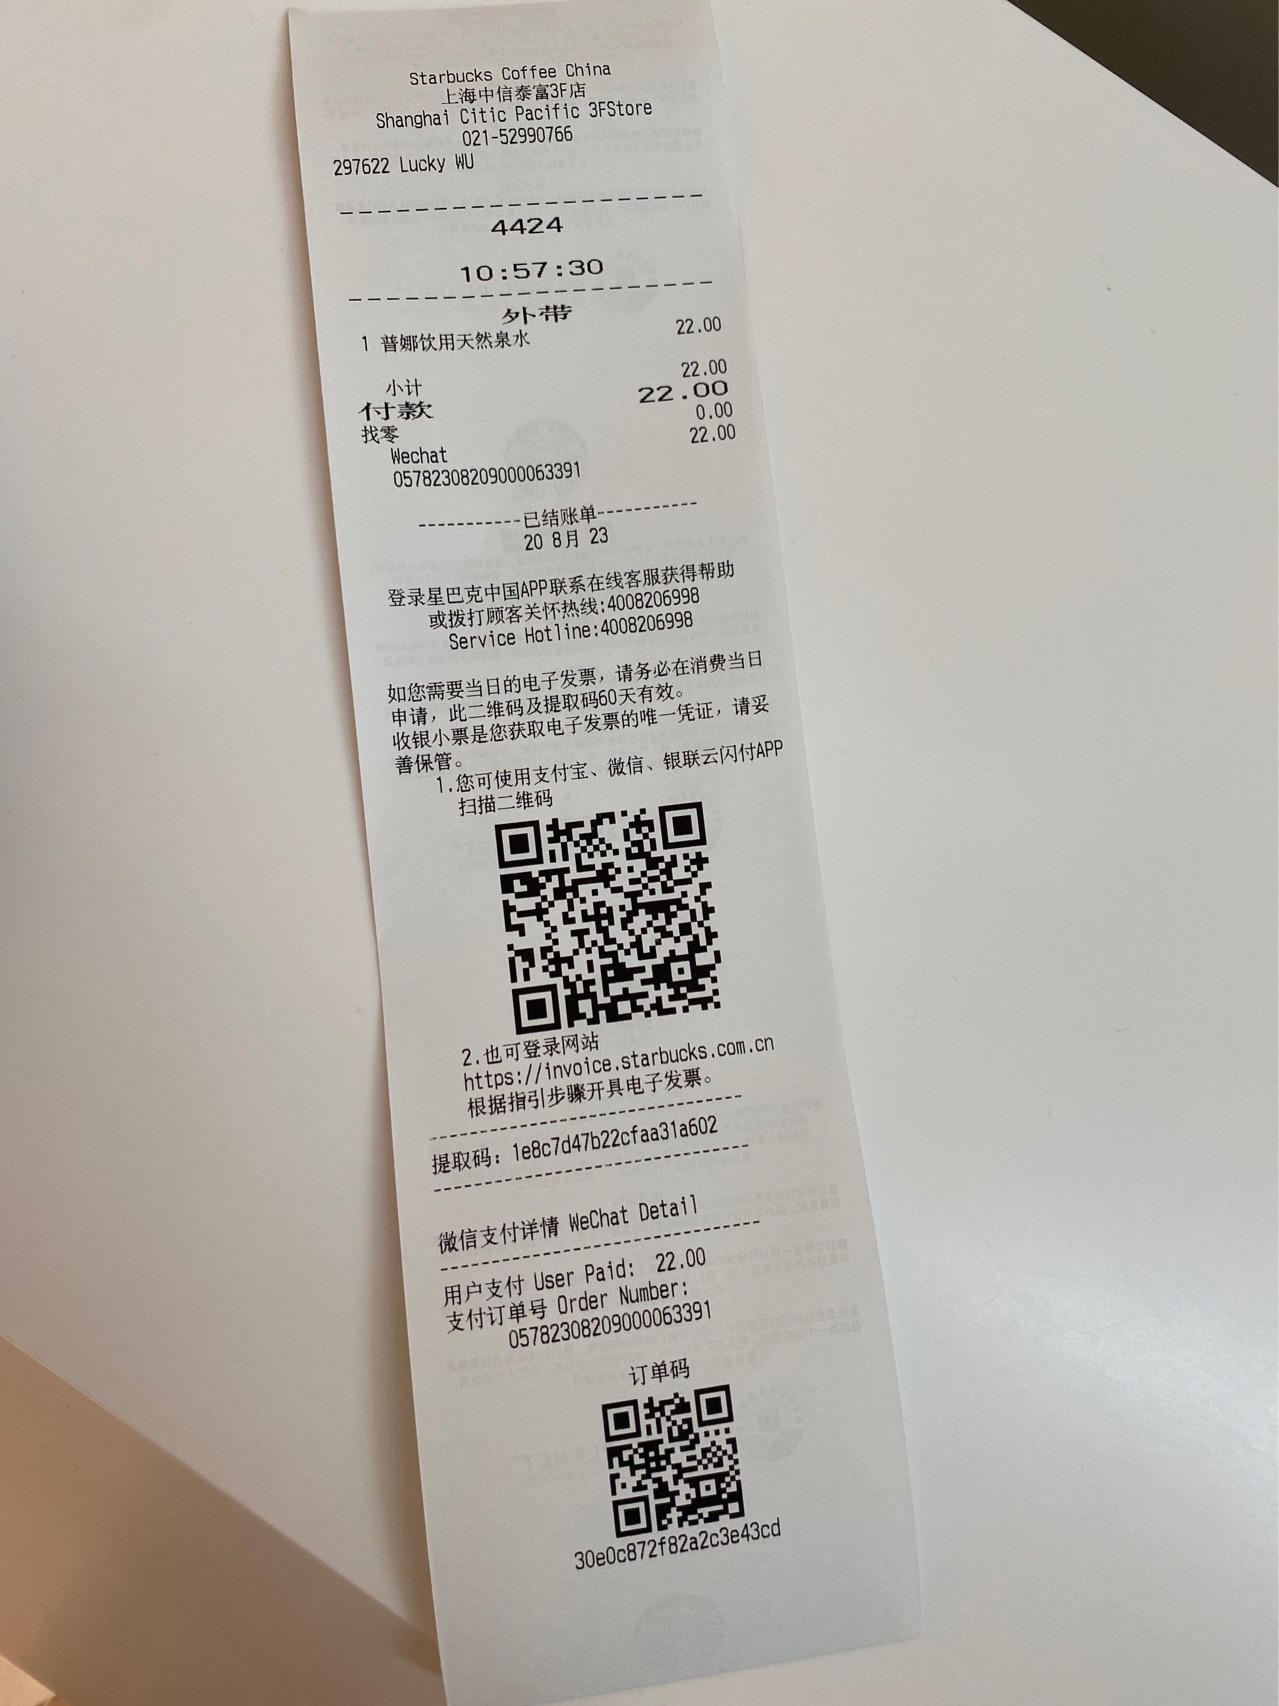 Starbucks Coffee China
上海中信泰富3F店
Shanghai Citic Pacific 3FStore
021-52990766
297622 Lucky WU
4424
10:57:30
外带
1 普娜饮用天然泉水 22.00
小计 22.00
付款 22.00
找零 0.00
Wechat 22.00
05782308209000063391
-----------已结账单-----------
20 8月 23
登录星巴克中国APP联系在线客服获得帮助
或拨打顾客关怀热线:4008206998
Service Hotline:4008206998
如您需要当日的电子发票，请务必在消费当日
申请，此二维码及提取码60天有效。
收银小票是您获取电子发票的唯一凭证，请妥
善保管。
1.您可使用支付宝、微信、银联云闪付APP
扫描二维码
2.也可登录网站
https://invoice.starbucks.com.cn
根据指引步骤开具电子发票。
提取码：1e8c7d47b22cfaa31a602
微信支付详情 WeChat Detail
用户支付 User Paid: 22.00
支付订单号 Order Number:
05782308209000063391
订单码
30e0c872f82a2c3e43cd